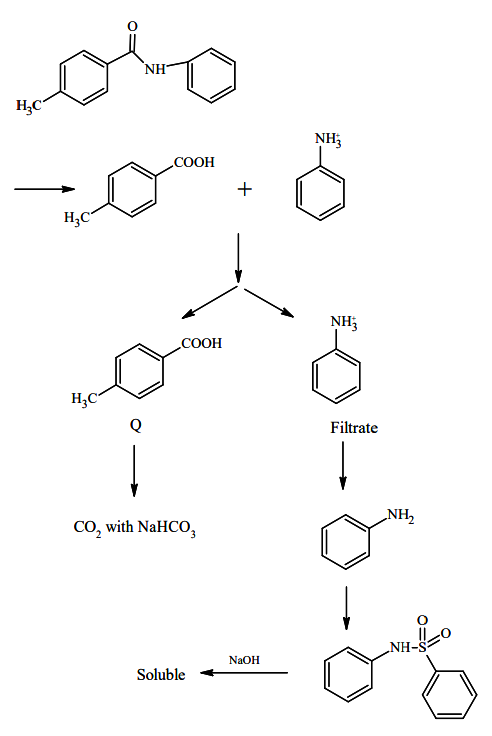 O
NH
H₃C
COOH
NH₃⁺
+
H₃C
NH₃⁺
COOH
H₃C
Q
Filtrate
CO₂ with NaHCO₃
NH₂
O
O
NH-S
NaOH
Soluble